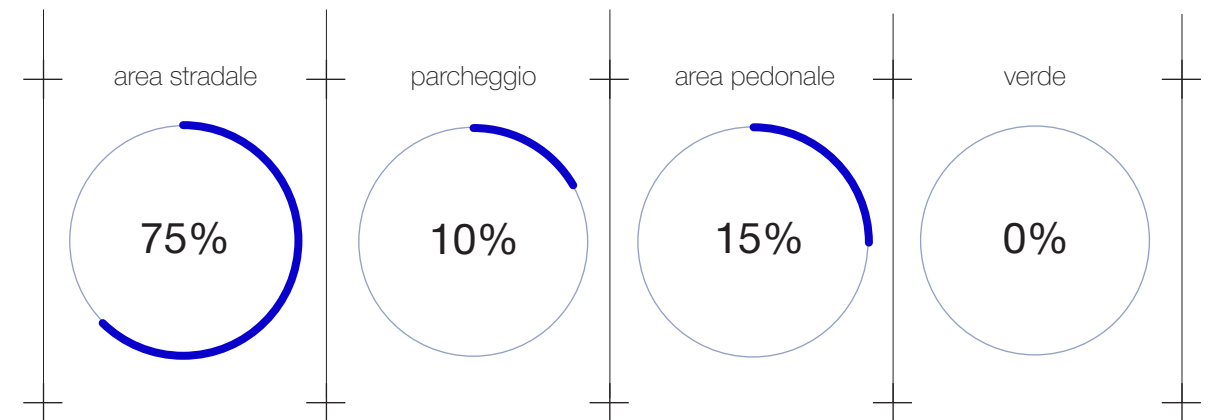 area stradale
parcheggio
area pedonale
verde
75%
10%
15%
0%